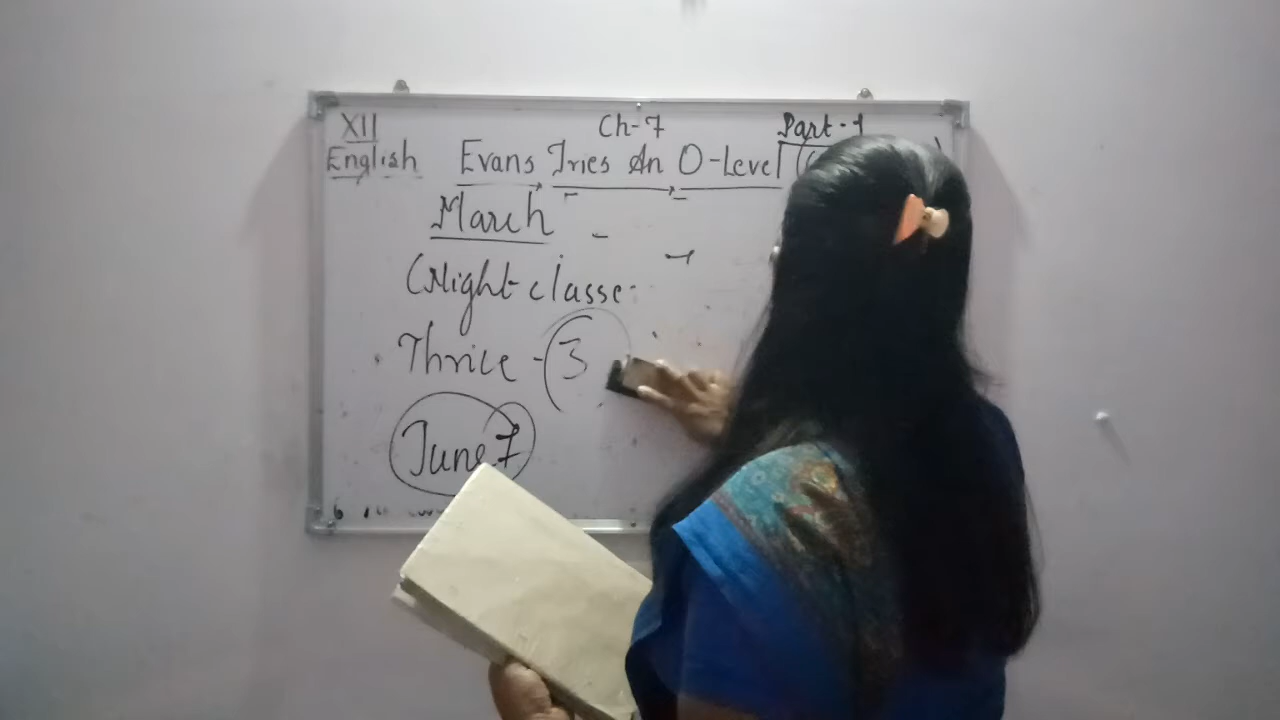 XII Ch-7 Part-1
English Evans Tries An O-Level
March
(Night classe
Thrice - 3
June 7